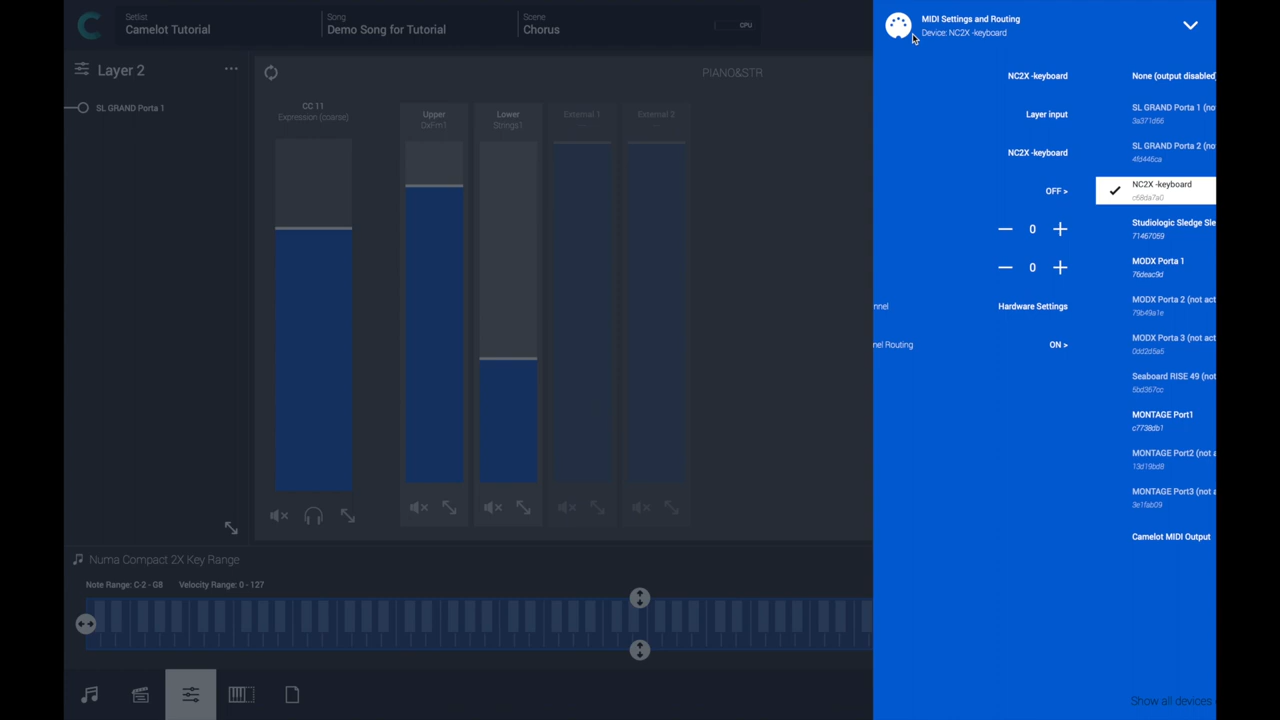 Setlist
Camelot Tutorial
Song
Demo Song for Tutorial
Scene
Chorus
CPU
MIDI Settings and Routing
Device: NC2X -keyboard
Layer 2
PIANO&STR
SL GRAND Porta 1
CC 11
Expression (coarse)
Upper
DxFm1
Lower
Strings1
External 1
External 2
NC2X -keyboard
Layer input
NC2X -keyboard
OFF >
0
0
nnel
Hardware Settings
nel Routing
ON >
None (output disabled)
SL GRAND Porta 1 (no
3a371d66
SL GRAND Porta 2 (no
4fd446ca
NC2X -keyboard
c58da7a0
Studiologic Sledge Sle
71467059
MODX Porta 1
76deac9d
MODX Porta 2 (not act
79b49a1e
MODX Porta 3 (not act
0dd2d5a5
Seaboard RISE 49 (not
5bd357cc
MONTAGE Port1
c7738db1
MONTAGE Port2 (not a
13d19bd8
MONTAGE Port3 (not a
3e1fab09
Camelot MIDI Output
Show all devices
Numa Compact 2X Key Range
Note Range: C-2 - G8
Velocity Range: 0 - 127